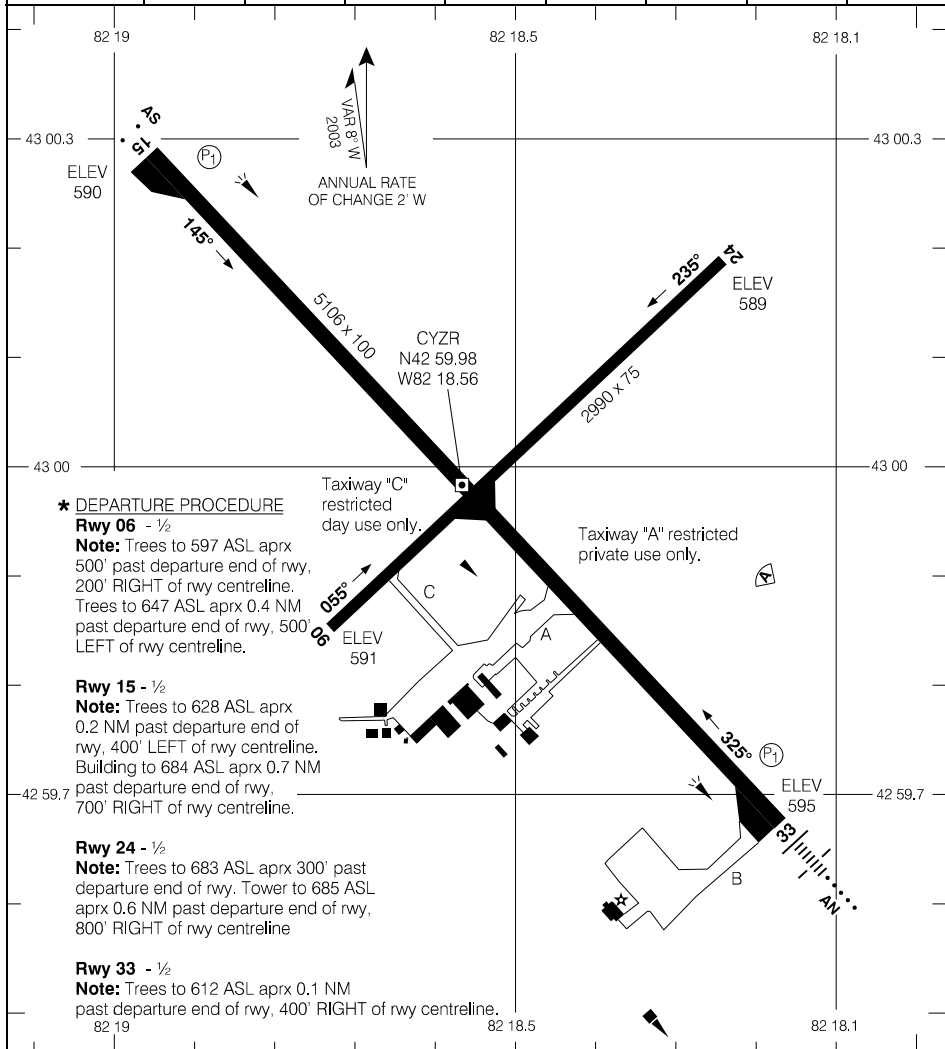 82 19
82 18.5
82 18.1
AS
15
P1
43 00.3
43 00.3
VAR 8° W
2003
ELEV
590
ANNUAL RATE
OF CHANGE 2' W
145°
24
235°
ELEV
589
5106 x 100
CYZR
N42 59.98
W82 18.56
2990 x 75
43 00
43 00
Taxiway "C"
restricted
day use only.
Taxiway "A" restricted
private use only.
A
* DEPARTURE PROCEDURE
Rwy 06 - ½
Note: Trees to 597 ASL aprx
500' past departure end of rwy,
200' RIGHT of rwy centreline.
Trees to 647 ASL aprx 0.4 NM
past departure end of rwy, 500'
LEFT of rwy centreline.
055°
06
ELEV
591
C
A
Rwy 15 - ½
Note: Trees to 628 ASL aprx
0.2 NM past departure end of
rwy, 400' LEFT of rwy centreline.
Building to 684 ASL aprx 0.7 NM
past departure end of rwy,
700' RIGHT of rwy centreline.
325°
P1
ELEV
595
42 59.7
42 59.7
33
B
AN
Rwy 24 - ½
Note: Trees to 683 ASL aprx 300' past
departure end of rwy. Tower to 685 ASL
aprx 0.6 NM past departure end of rwy,
800' RIGHT of rwy centreline
Rwy 33 - ½
Note: Trees to 612 ASL aprx 0.1 NM
past departure end of rwy, 400' RIGHT of rwy centreline.
82 19
82 18.5
82 18.1